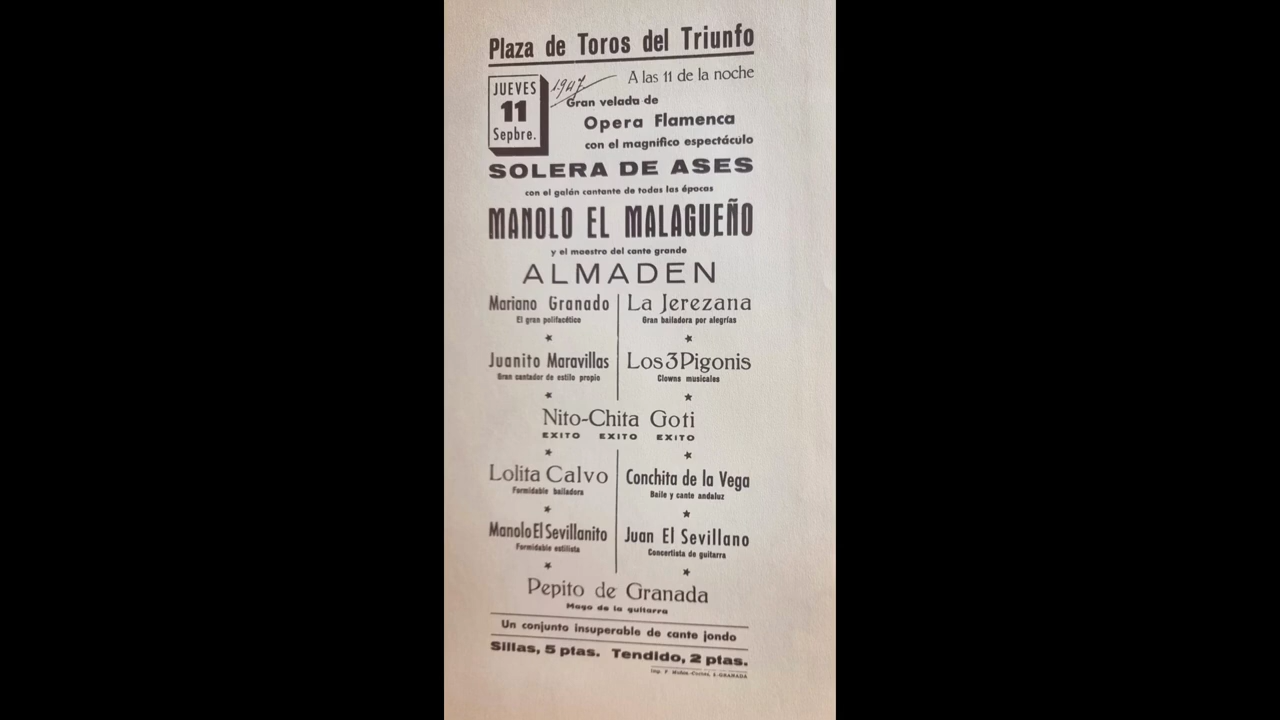 Plaza de Toros del Triunfo
JUEVES
11
Sepbre.
1947
A las 11 de la noche
Gran velada de
Opera Flamenca
con el magnífico espectáculo
SOLERA DE ASES
con el galán cantante de todas las épocas
MANOLO EL MALAGUEÑO
y el maestro del cante grande
ALMADEN
Mariano Granado
El gran polifacético
La Jerezana
Gran bailadora por alegrías
Juanito Maravillas
Gran cantador de estilo propio
Los 3 Pigonis
Clowns musicales
Nito-Chita Goti
EXITO EXITO EXITO
Lolita Calvo
Formidable bailadora
Conchita de la Vega
Baile y cante andaluz
Manolo El Sevillanito
Formidable estilista
Juan El Sevillano
Concertista de guitarra
Pepito de Granada
Mago de la guitarra
Un conjunto insuperable de cante jondo
Sillas, 5 ptas. Tendido, 2 ptas.
Imp. F. GRANADA